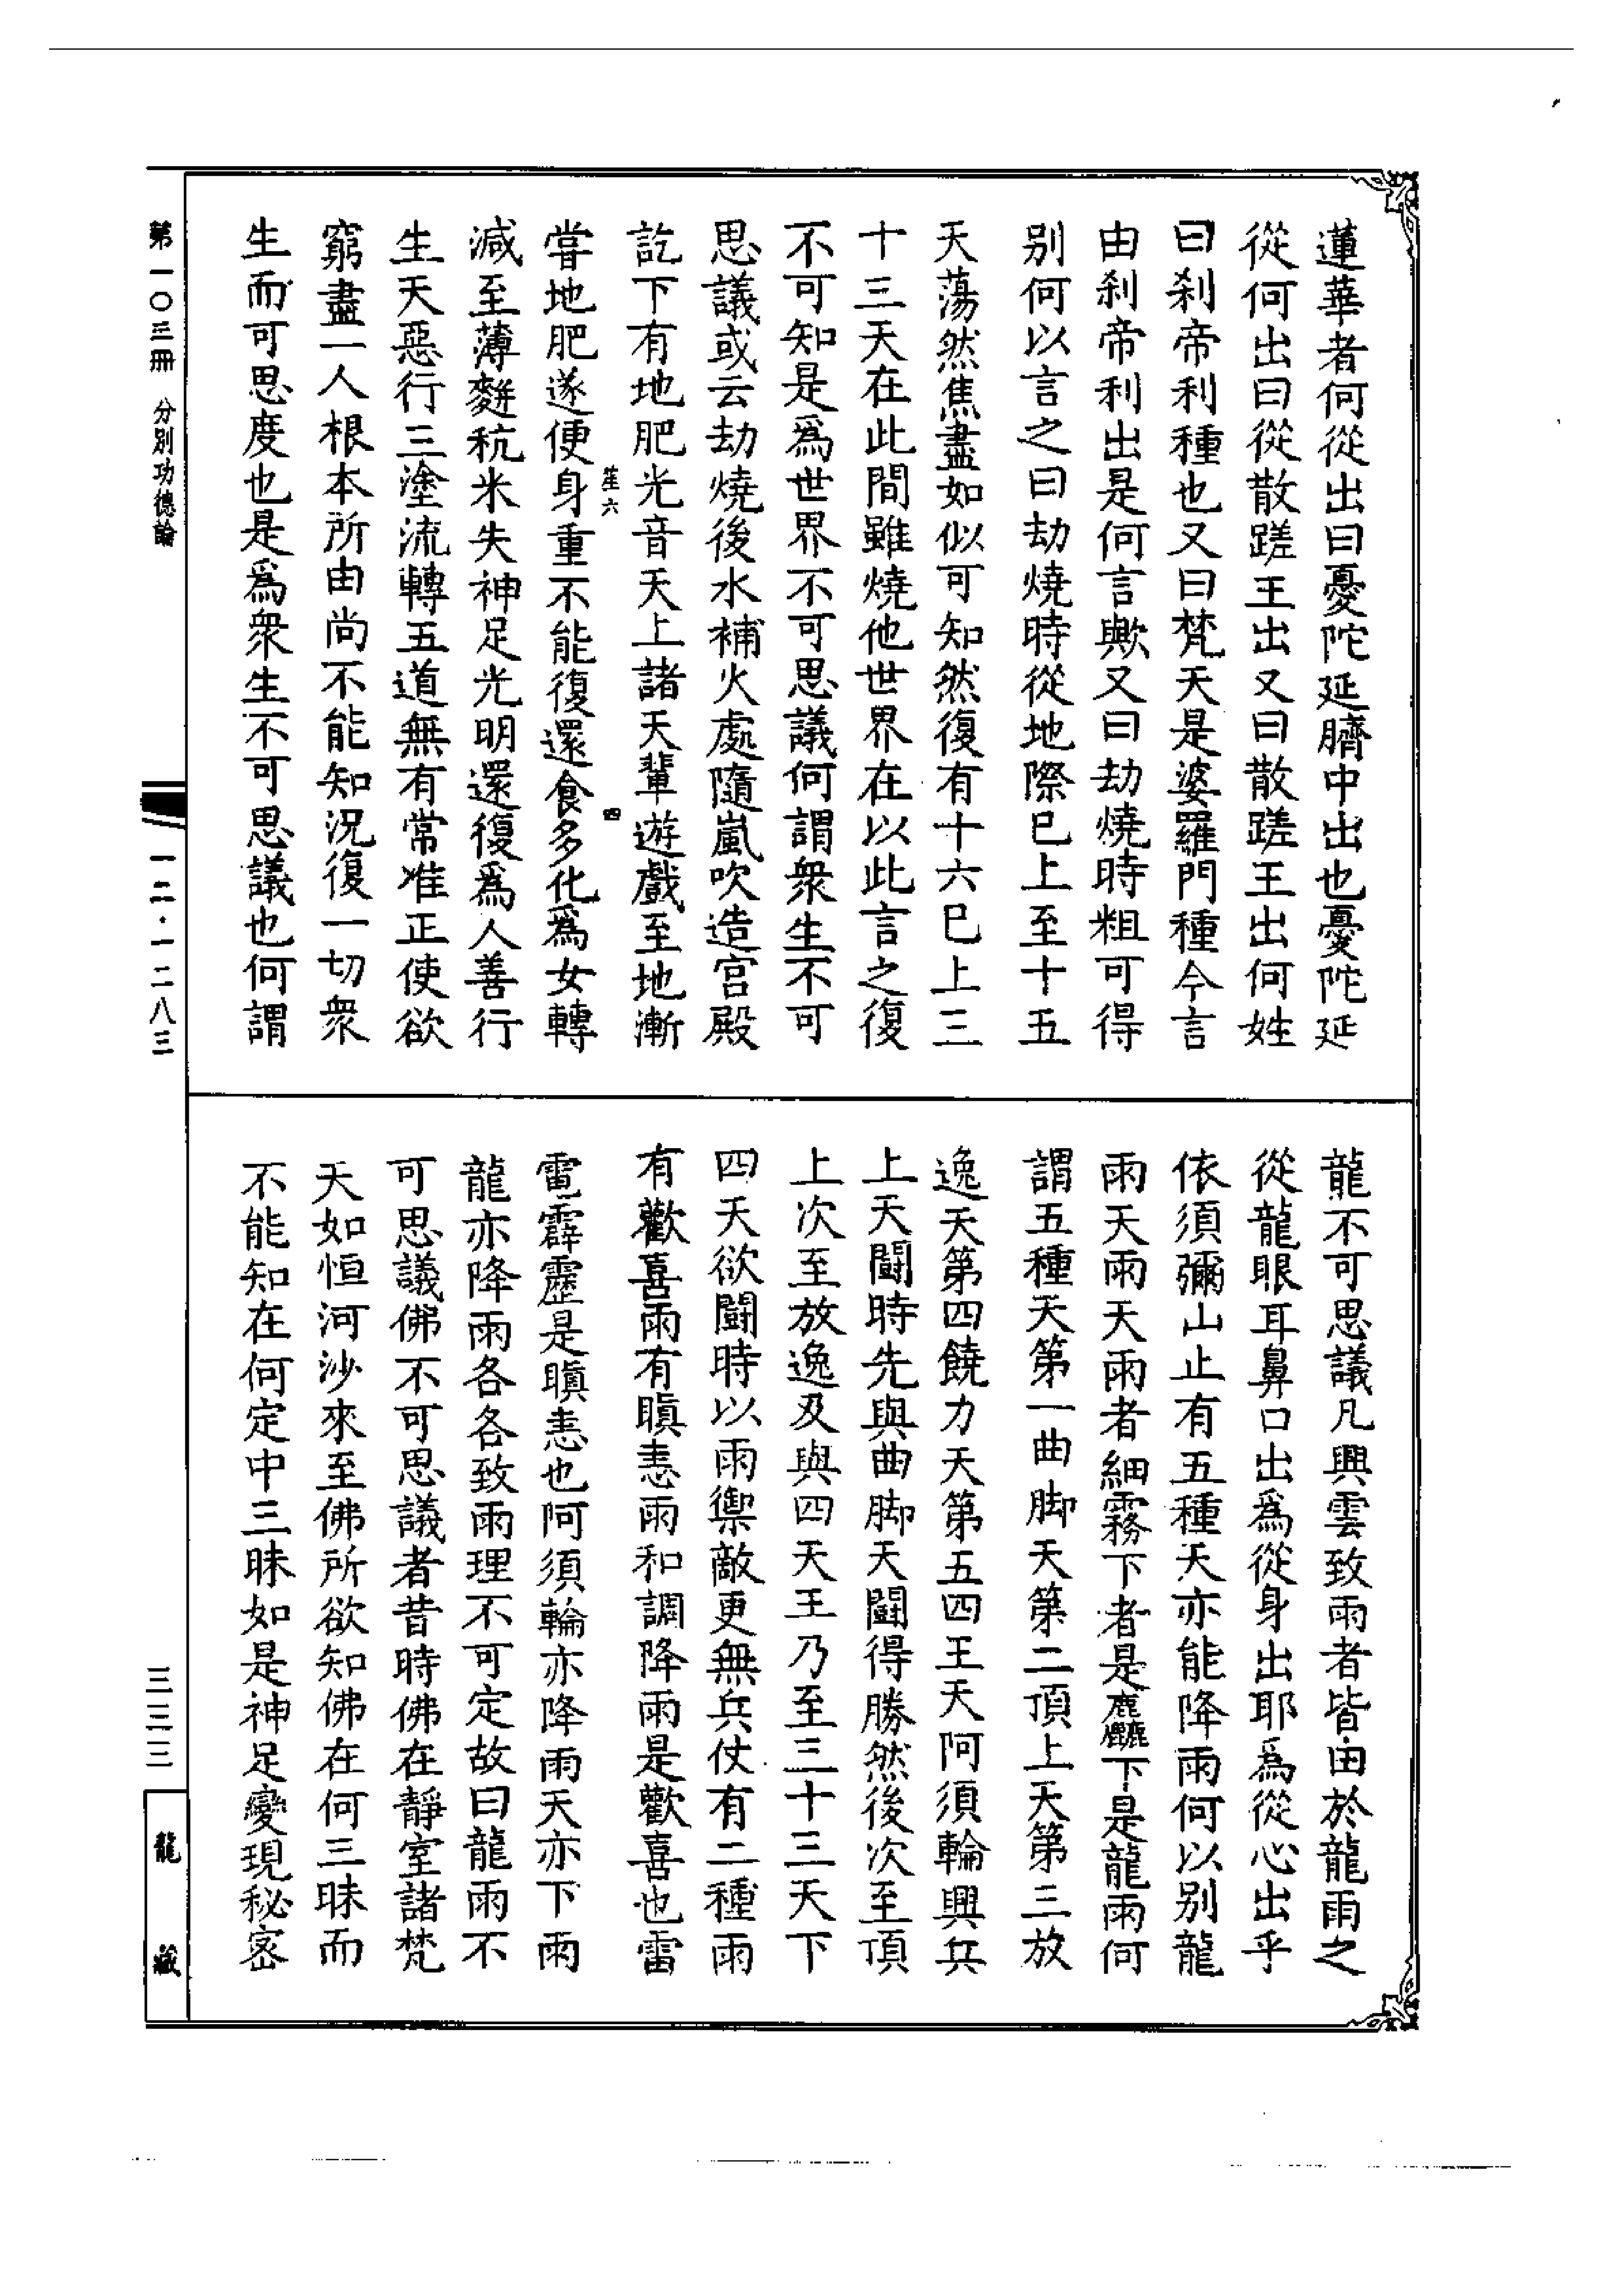 蓮華者何從出曰憂陀延臍中出也憂陀延
從何出曰從散蹉王出又曰散蹉王出何姓
曰刹帝利種也又曰梵天是婆羅門種今言
由刹帝利出是何言歟又曰劫燒時粗可得
别何以言之曰劫燒時從地際巳上至十五
天蕩然焦盡如似可知然復有十六巳上三
十三天在此間雖燒他世界在以此言之復
不可知是爲世界不可思議何謂衆生不可
思議或云劫燒後水補火處隨嵐吹造宫殿
訖下有地肥光音天上諸天輩遊戲至地漸
笙六
四
甞地肥遂便身重不能復還食多化爲女轉
減至薄麰秔米失神足光明還復爲人善行
生天惡行三塗流轉五道無有常准正使欲
窮盡一人根本所由尚不能知况復一切衆
生而可思度也是爲衆生不可思議也何謂
龍不可思議凡興雲致雨者皆由於龍雨之
從龍眼耳鼻口出爲從身出耶爲從心出乎
依須彌山止有五種天亦能降雨何以别龍
雨天雨天雨者細霧下者是麤下是龍雨何
謂五種天第一曲脚天第二頂上天第三放
逸天第四饒力天第五四王天阿須輪興兵
上天鬪時先與曲脚天鬪得勝然後次至頂
上次至放逸及與四天王乃至三十三天下
四天欲鬪時以雨禦敵更無兵仗有二種雨
有歡喜雨有瞋恚雨和調降雨是歡喜也雷
電霹靂是瞋恚也阿須輪亦降雨天亦下雨
龍亦降雨各各致雨理不可定故曰龍雨不
可思議佛不可思議者昔時佛在靜室諸梵
天如恒河沙來至佛所欲知佛在何三昧而
不能知在何定中三昧如是神足變現秘密
第一〇三册 分別功德論
一二·一二八三
三三三
龍藏